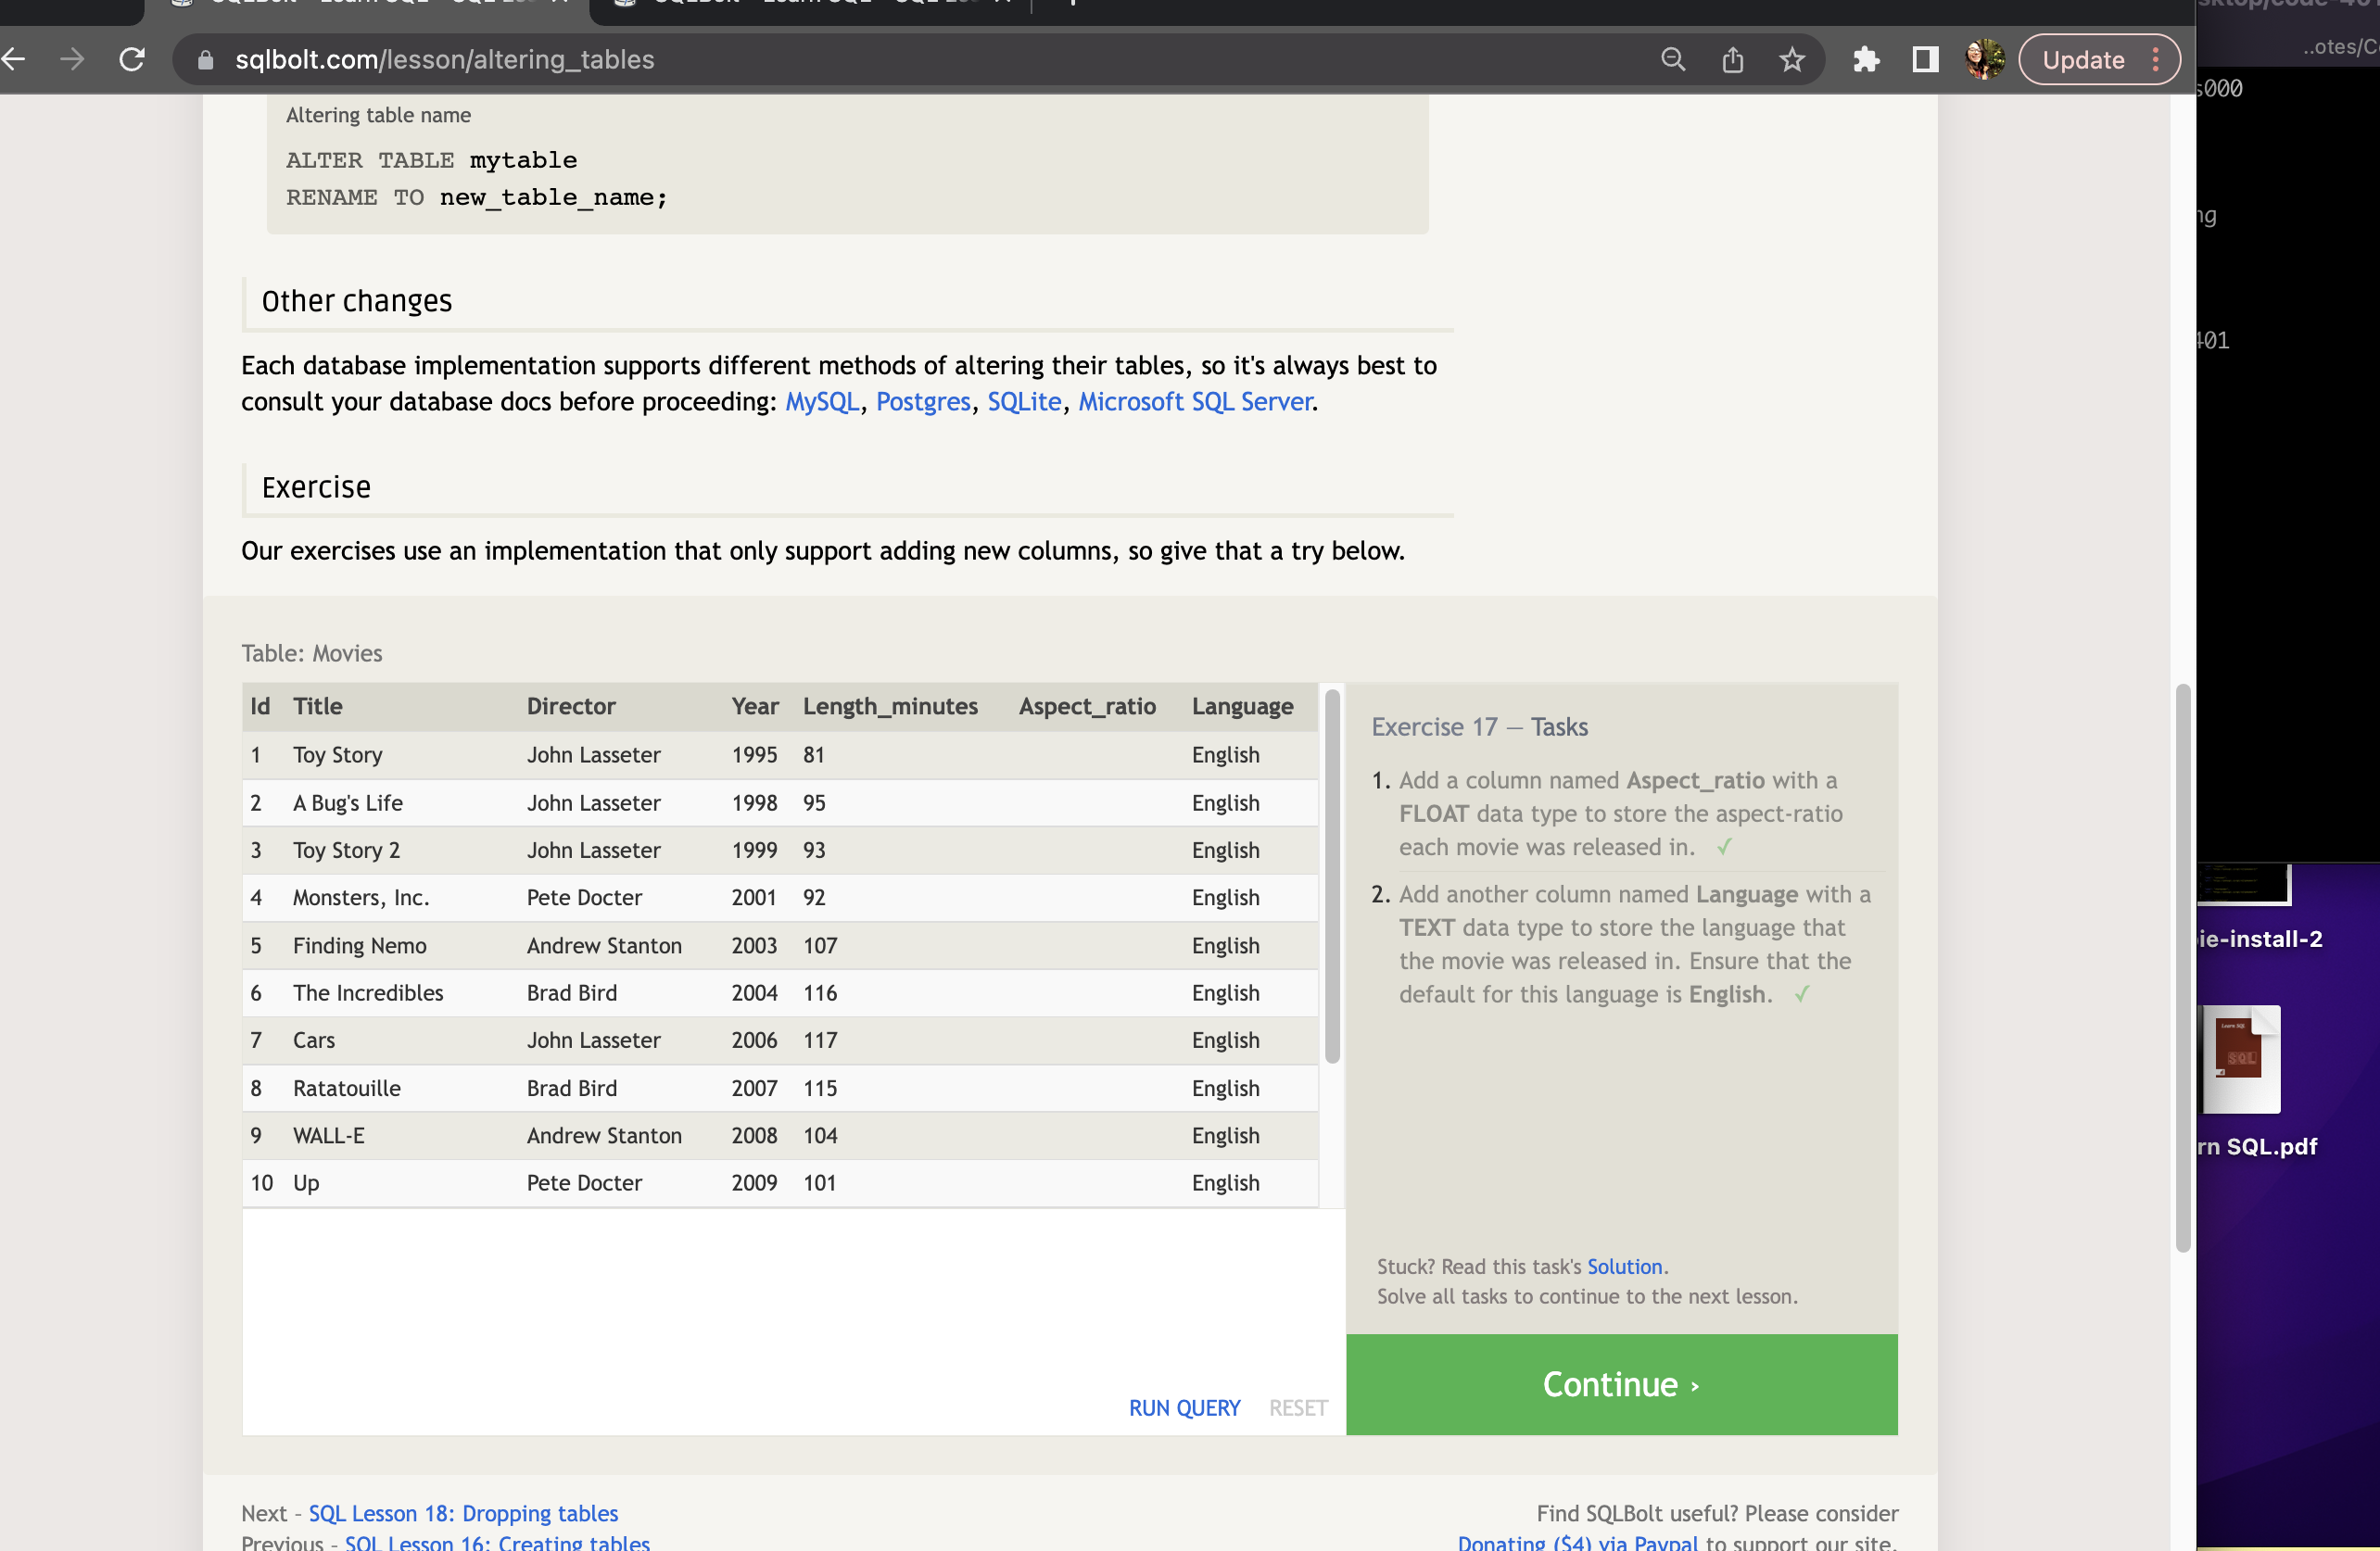 sqlbolt.com/lesson/altering_tables
Update
Altering table name
ALTER TABLE mytable
RENAME TO new_table_name;
Other changes
Each database implementation supports different methods of altering their tables, so it's always best to
consult your database docs before proceeding: MySQL, Postgres, SQLite, Microsoft SQL Server.
Exercise
Our exercises use an implementation that only support adding new columns, so give that a try below.
Table: Movies
Id Title Director Year Length_minutes Aspect_ratio Language
1 Toy Story John Lasseter 1995 81 English
2 A Bug's Life John Lasseter 1998 95 English
3 Toy Story 2 John Lasseter 1999 93 English
4 Monsters, Inc. Pete Docter 2001 92 English
5 Finding Nemo Andrew Stanton 2003 107 English
6 The Incredibles Brad Bird 2004 116 English
7 Cars John Lasseter 2006 117 English
8 Ratatouille Brad Bird 2007 115 English
9 WALL-E Andrew Stanton 2008 104 English
10 Up Pete Docter 2009 101 English
RUN QUERY RESET
Exercise 17 — Tasks
1. Add a column named Aspect_ratio with a
FLOAT data type to store the aspect-ratio
each movie was released in. ✓
2. Add another column named Language with a
TEXT data type to store the language that
the movie was released in. Ensure that the
default for this language is English. ✓
Stuck? Read this task's Solution.
Solve all tasks to continue to the next lesson.
Continue ›
Next – SQL Lesson 18: Dropping tables
Previous – SQL Lesson 16: Creating tables
Find SQLBolt useful? Please consider
Donating ($4) via Paypal to support our site.
..otes/C
s000
ng
401
ie-install-2
SQL
rn SQL.pdf